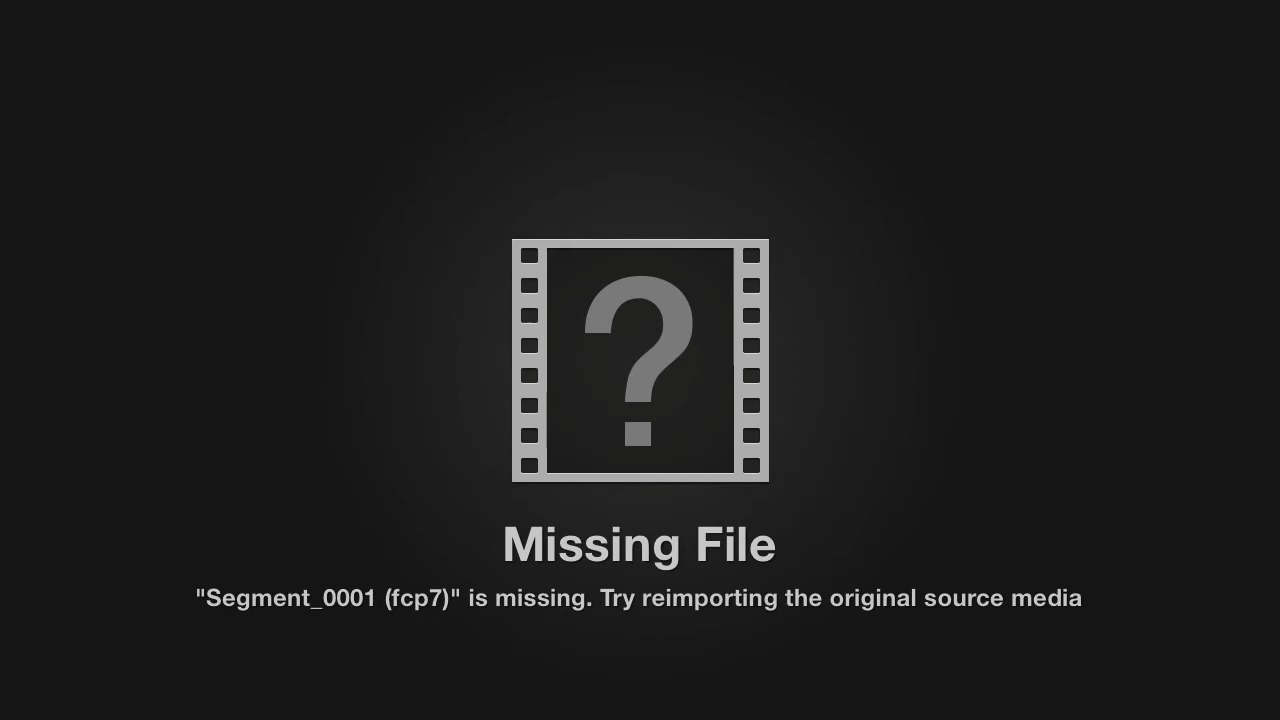 ?
Missing File
"Segment_0001 (fcp7)" is missing. Try reimporting the original source media